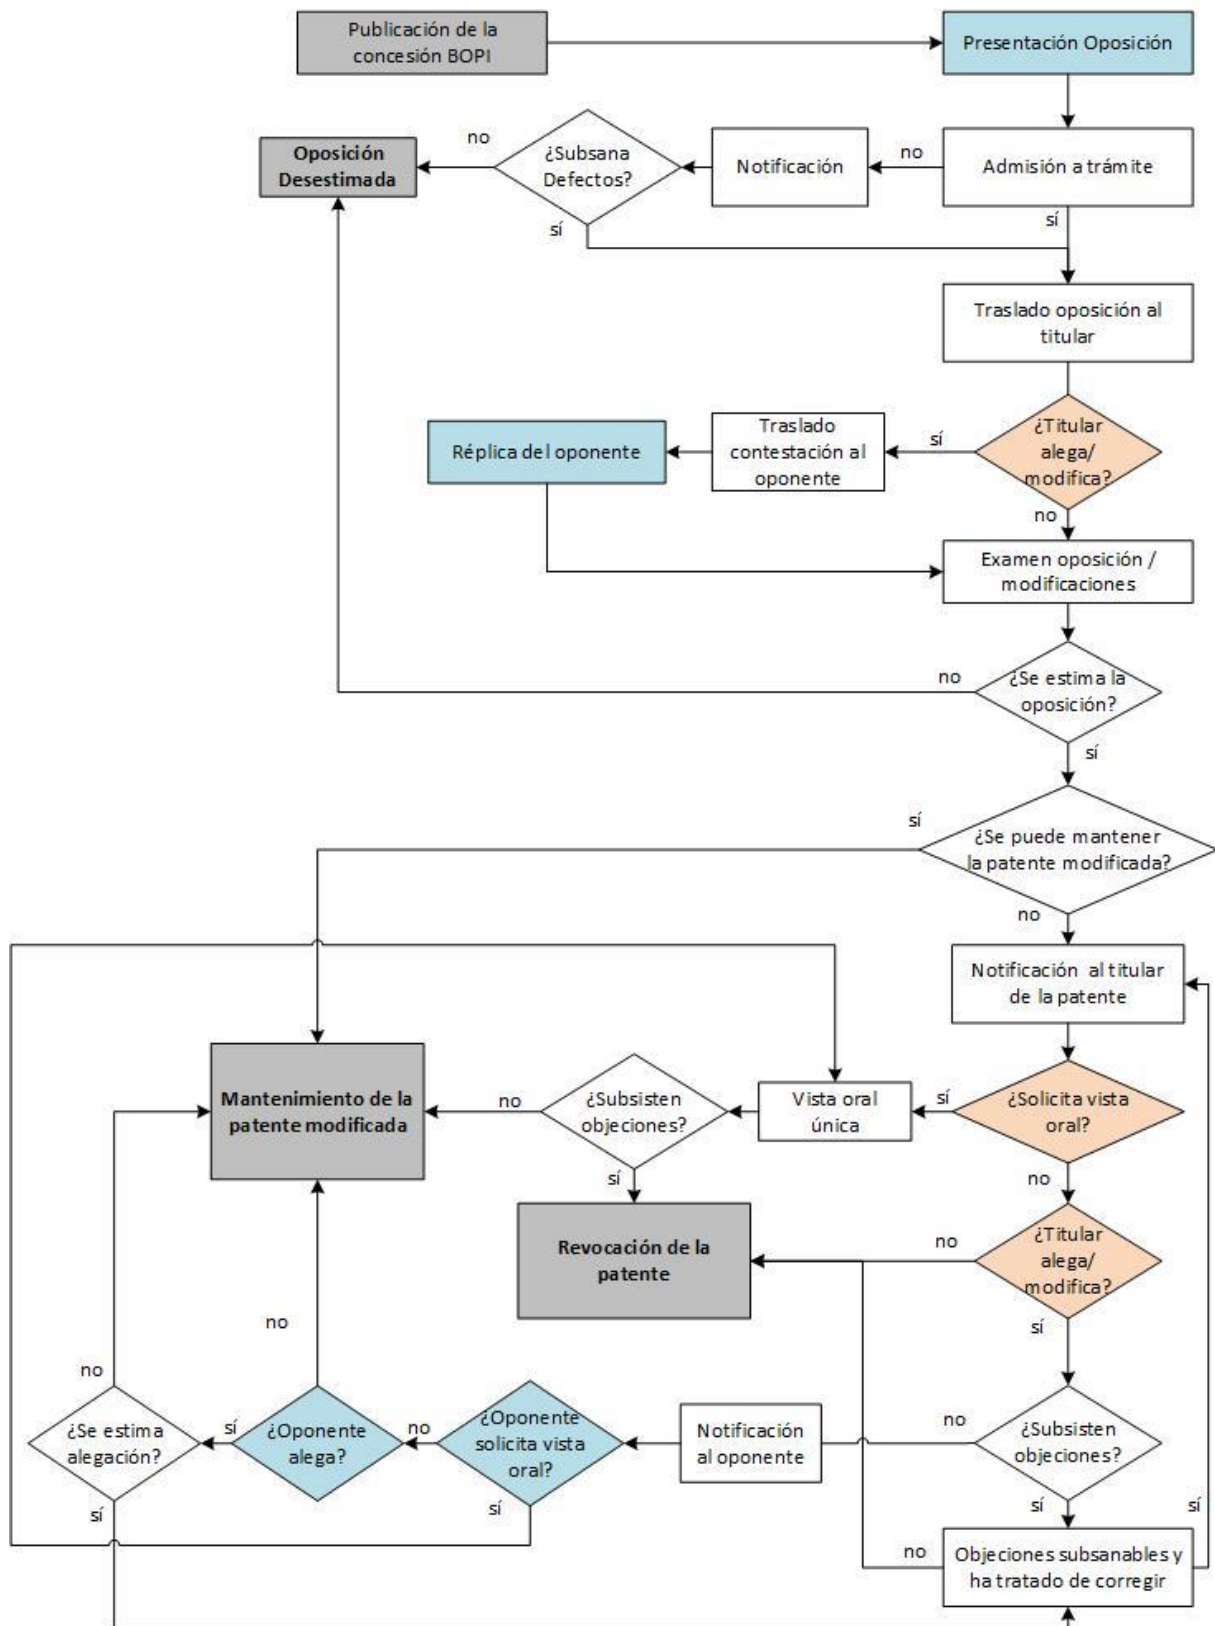 Publicación de la
concesión BOPI
Presentación Oposición
Oposición
Desestimada
no
¿Subsana
Defectos?
Notificación
no
Admisión a trámite
sí
sí
Traslado oposición al
titular
Réplica del oponente
Traslado
contestación al
oponente
sí
¿Titular
alega/
modifica?
no
Examen oposición /
modificaciones
no
¿Se estima la
oposición?
sí
sí
¿Se puede mantener
la patente modificada?
no
Notificación al titular
de la patente
Mantenimiento de la
patente modificada
no
¿Subsisten
objeciones?
Vista oral
única
sí
¿Solicita vista
oral?
sí
no
Revocación de la
patente
no
¿Titular
alega/
modifica?
sí
no
no
¿Se estima
alegación?
sí
¿Oponente
alega?
no
¿Oponente
solicita vista
oral?
Notificación
al oponente
no
¿Subsisten
objeciones?
sí
sí
sí
sí
no
Objeciones subsanables y
ha tratado de corregir